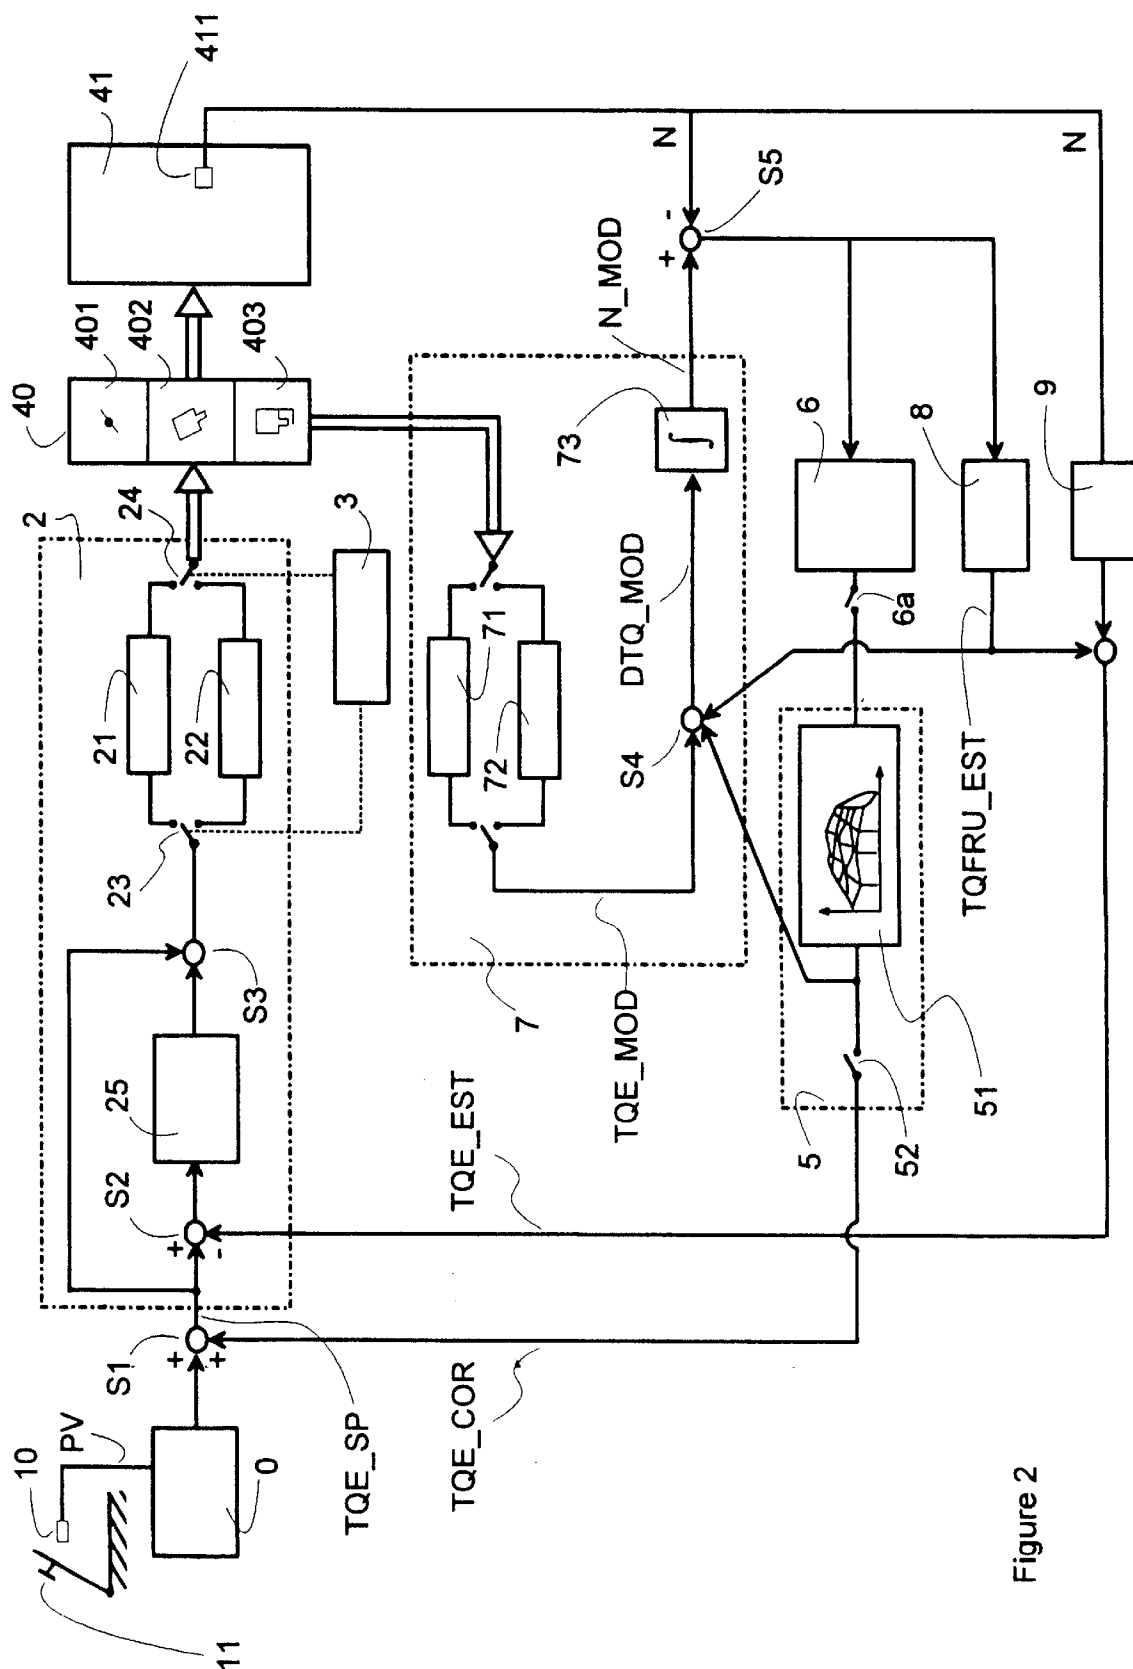 11
10
PV
0
TQE_SP
S1
TQE_COR
S2
25
TQE_EST
S3
23
21
22
24
2
3
40
401
402
403
41
411
7
TQE_MOD
71
72
S4
DTQ_MOD
73
N_MOD
S5
N
N
+
+
+
-
+
-
∫
5
52
51
6a
6
8
9
TQFRU_EST
Figure 2